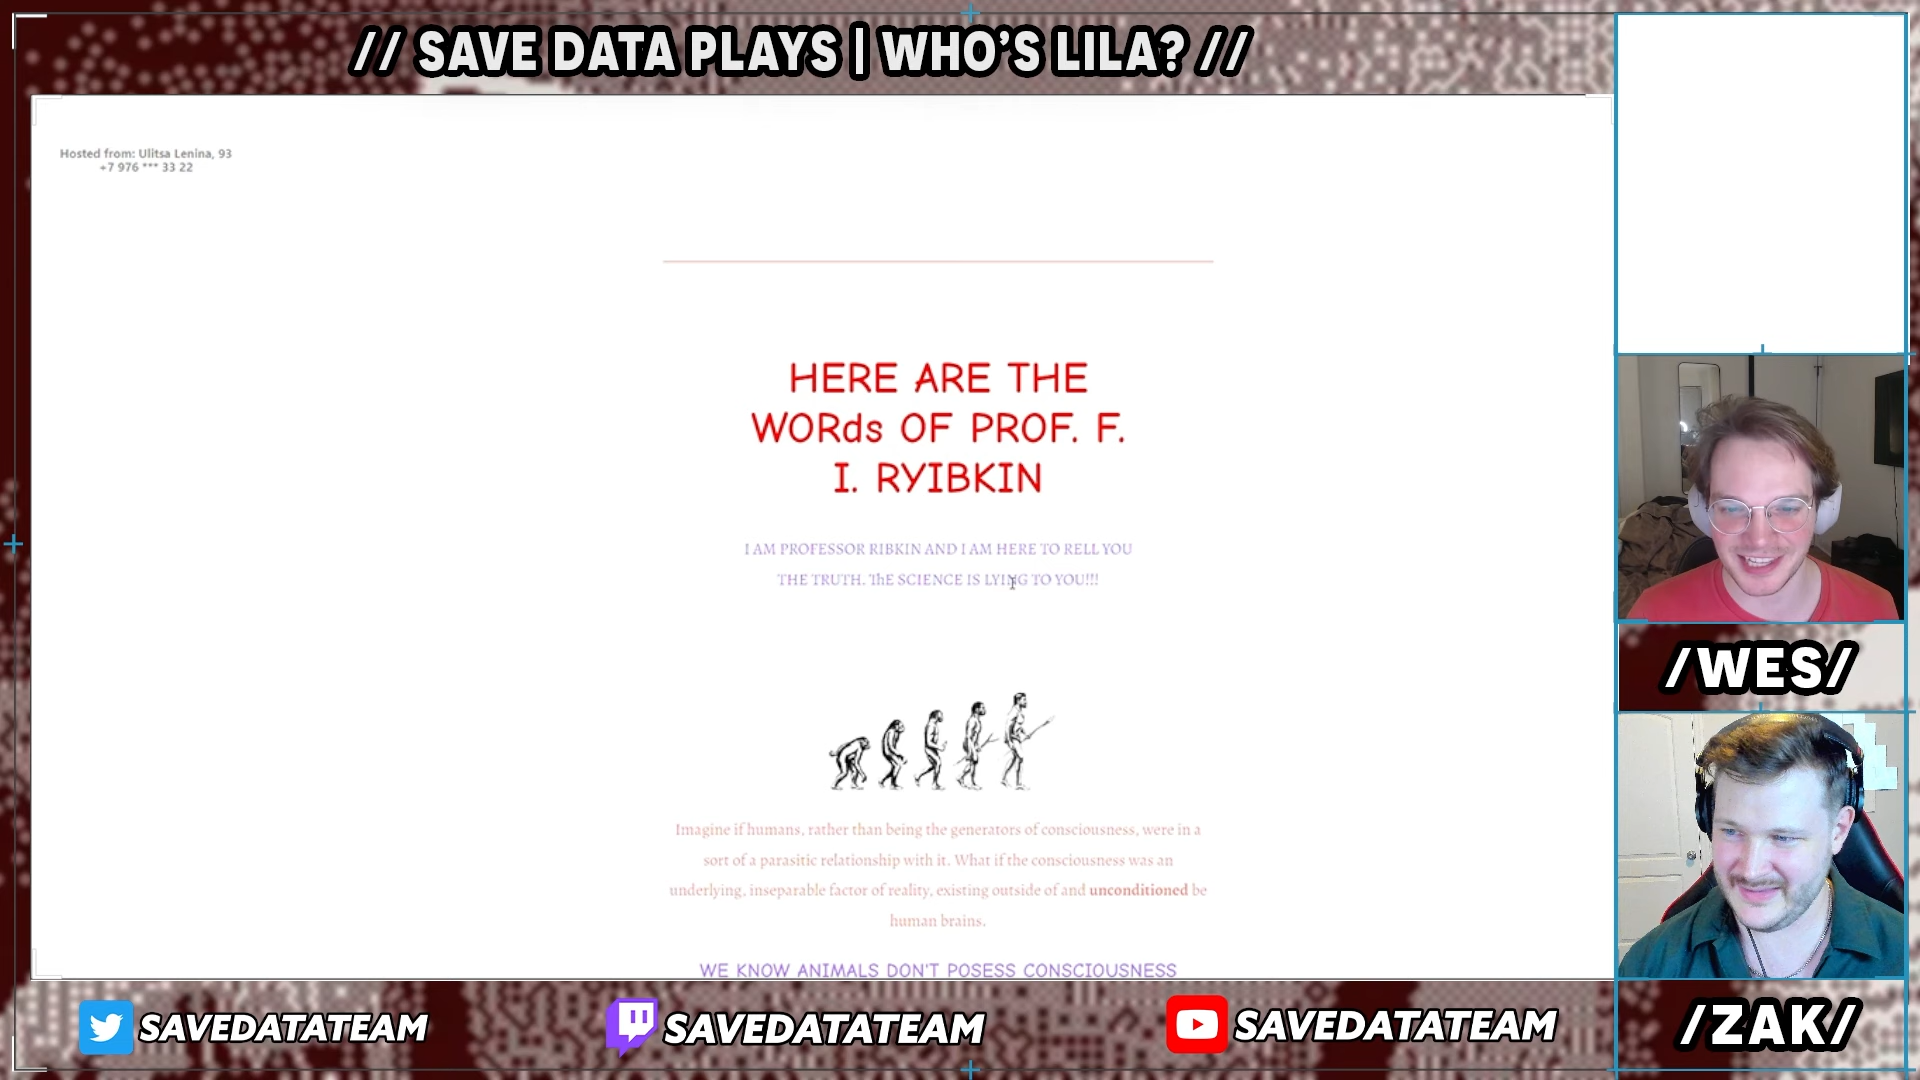 // SAVE DATA PLAYS | WHO'S LILA? //
Hosted from: Ulitsa Lenina, 93
+7 976 *** 33 22
HERE ARE THE
WORds OF PROF. F.
I. RYIBKIN
I AM PROFESSOR RIBKIN AND I AM HERE TO RELL YOU
THE TRUTH. ThE SCIENCE IS LYING TO YOU!!!
Imagine if humans, rather than being the generators of consciousness, were in a
sort of a parasitic relationship with it. What if the consciousness was an
underlying, inseparable factor of reality, existing outside of and unconditioned be
human brains.
WE KNOW ANIMALS DON'T POSESS CONSCIOUSNESS
/WES/
/ZAK/
SAVEDATATEAM
SAVEDATATEAM
SAVEDATATEAM